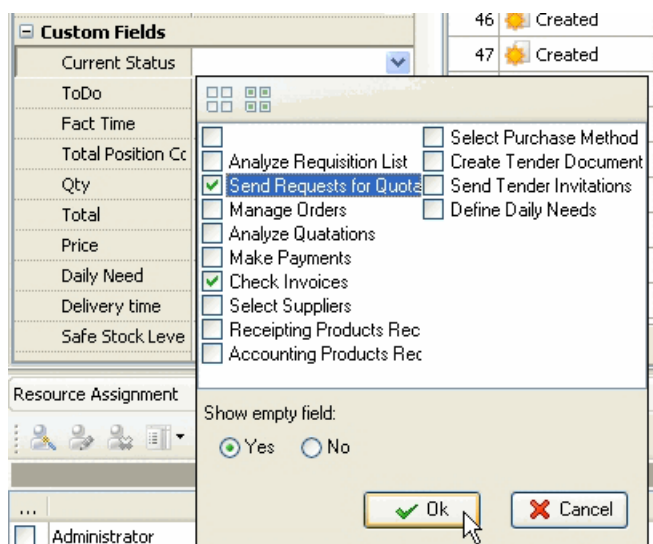 46 Created
Custom Fields
Current Status
47 Created
ToDo
Fact Time
Total Position Cc
Qty
Total
Price
Daily Need
Delivery time
Safe Stock Leve
Analyze Requisition List
Send Requests for Quota
Manage Orders
Analyze Quatations
Make Payments
Check Invoices
Select Suppliers
Receipting Products Rec
Accounting Products Rec
Select Purchase Method
Create Tender Document
Send Tender Invitations
Define Daily Needs
Show empty field:
Yes No
Ok Cancel
Resource Assignment
...
Administrator